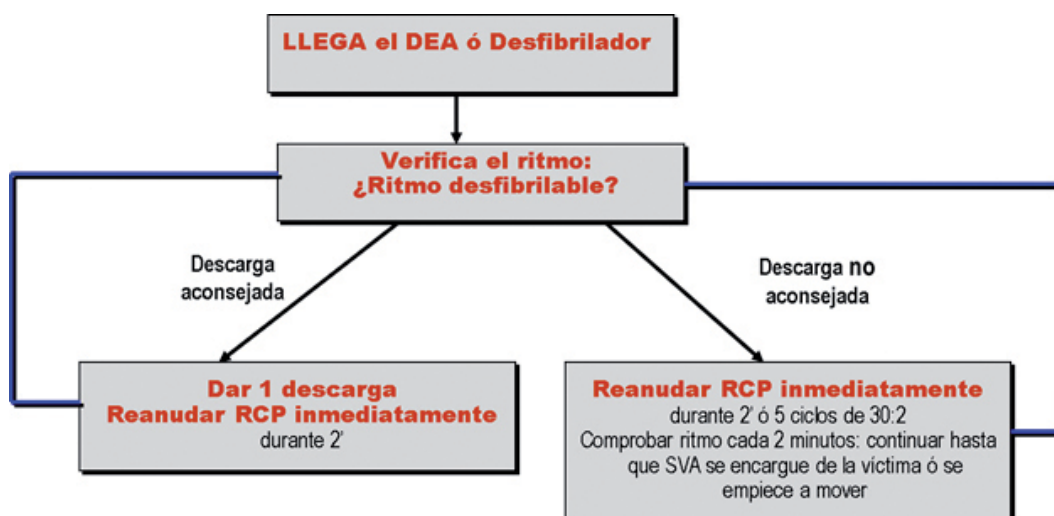 LLEGA el DEA ó Desfibrilador
Verifica el ritmo:
¿Ritmo desfibrilable?
Descarga
aconsejada
Descarga no
aconsejada
Dar 1 descarga
Reanudar RCP inmediatamente
durante 2'
Reanudar RCP inmediatamente
durante 2' ó 5 ciclos de 30:2
Comprobar ritmo cada 2 minutos: continuar hasta
que SVA se encargue de la víctima ó se
empiece a mover